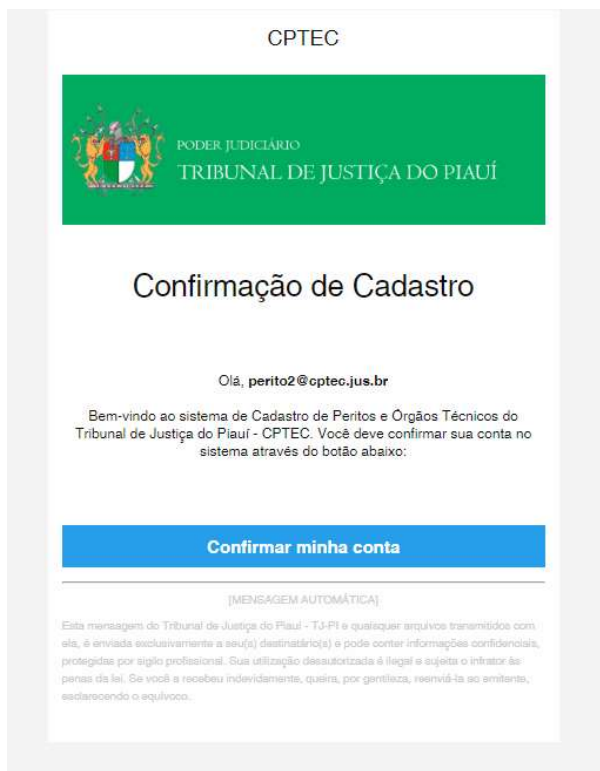 CPTEC
PODER JUDICIÁRIO
TRIBUNAL DE JUSTIÇA DO PIAUÍ
Confirmação de Cadastro
Olá, perito2@cptec.jus.br
Bem-vindo ao sistema de Cadastro de Peritos e Órgãos Técnicos do
Tribunal de Justiça do Piauí - CPTEC. Você deve confirmar sua conta no
sistema através do botão abaixo:
Confirmar minha conta
[MENSAGEM AUTOMÁTICA]
Esta mensagem do Tribunal de Justiça do Piauí - TJ-PI e quaisquer arquivos transmitidos com
ela, é enviada exclusivamente a seu(s) destinatário(s) e pode conter informações confidenciais,
protegidas por sigilo profissional. Sua utilização desautorizada é ilegal e sujeita o infrator às
penas da lei. Se você a recebeu indevidamente, queira, por gentileza, reenviá-la ao emitente,
esclarecendo o equívoco.